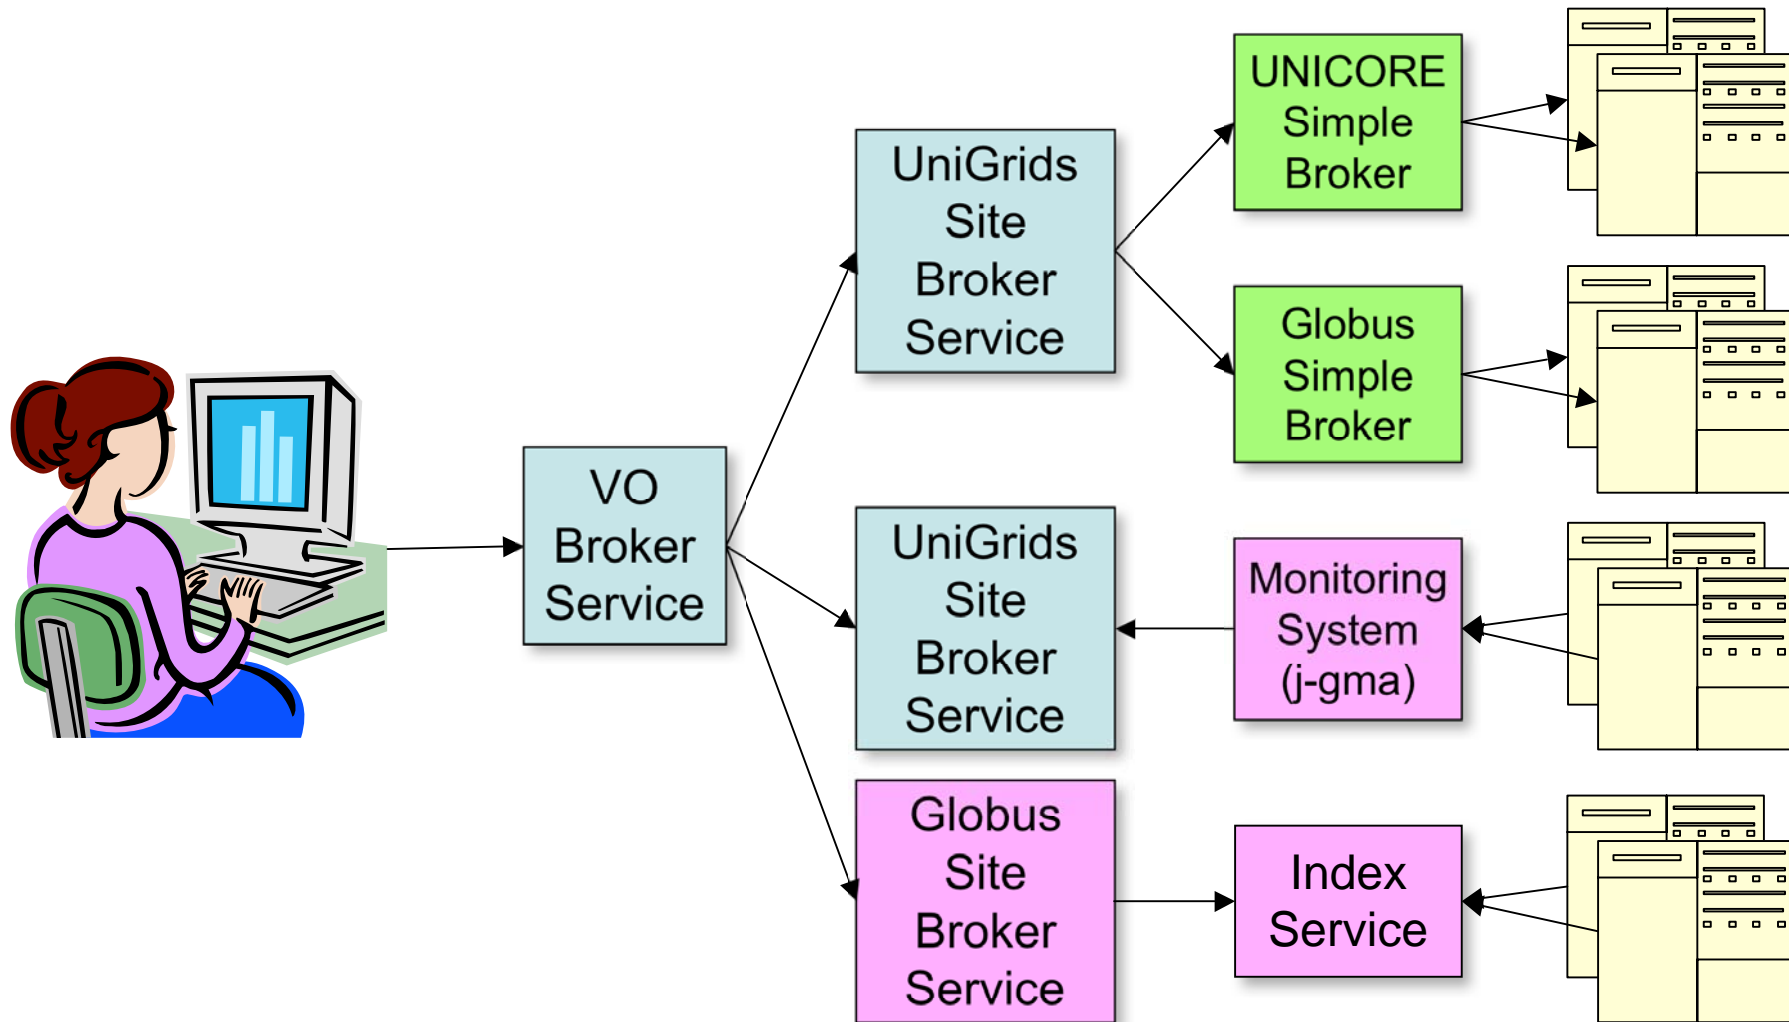 VO
Broker
Service
UniGrids
Site
Broker
Service
UNICORE
Simple
Broker
Globus
Simple
Broker
UniGrids
Site
Broker
Service
Monitoring
System
(j-gma)
Globus
Site
Broker
Service
Index
Service